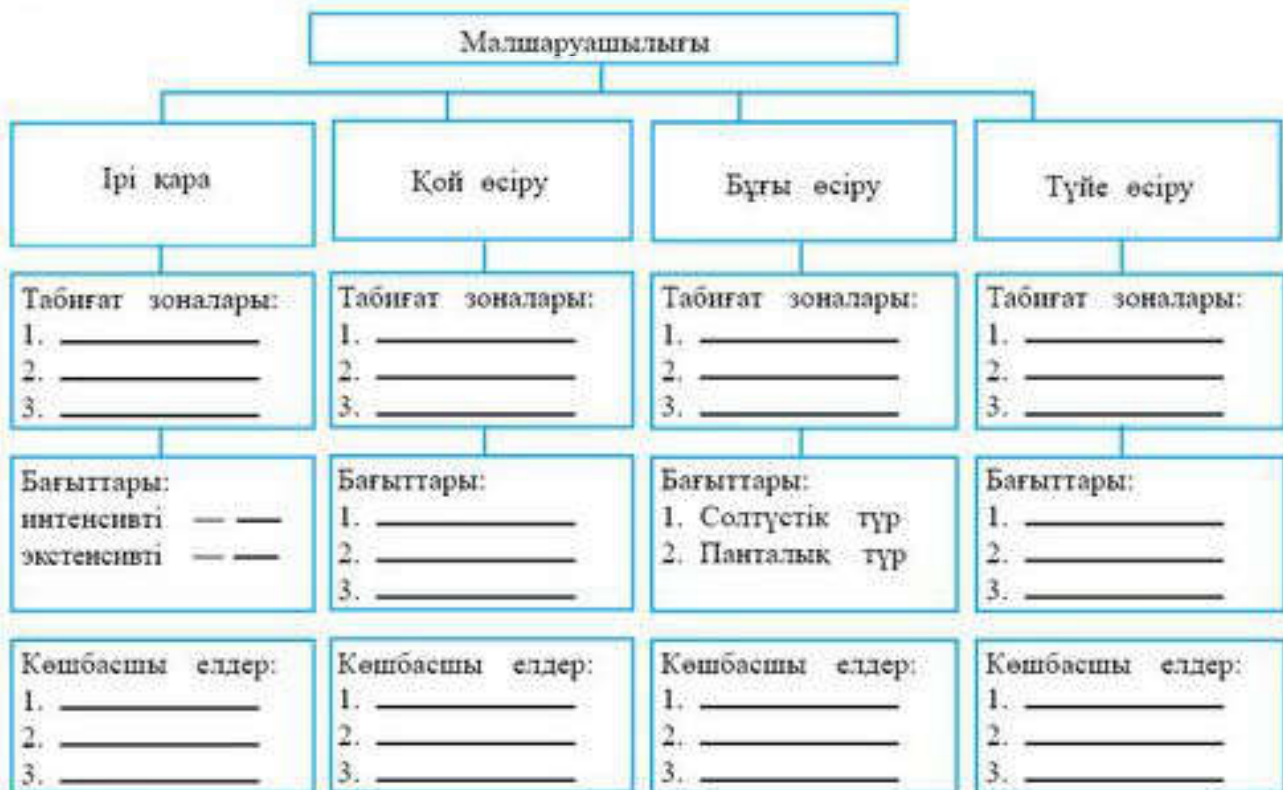 Малшаруашылығы
Ірі қара
Қой өсіру
Бұғы өсіру
Түйе өсіру
Табиғат зоналары:
1.
2.
3.
Табиғат зоналары:
1.
2.
3.
Табиғат зоналары:
1.
2.
3.
Табиғат зоналары:
1.
2.
3.
Бағыттары:
интенсивті — —
экстенсивті — —
Бағыттары:
1.
2.
3.
Бағыттары:
1. Солтүстік түр
2. Панталық түр
Бағыттары:
1.
2.
3.
Көшбасшы елдер:
1.
2.
3.
Көшбасшы елдер:
1.
2.
3.
Көшбасшы елдер:
1.
2.
3.
Көшбасшы елдер:
1.
2.
3.